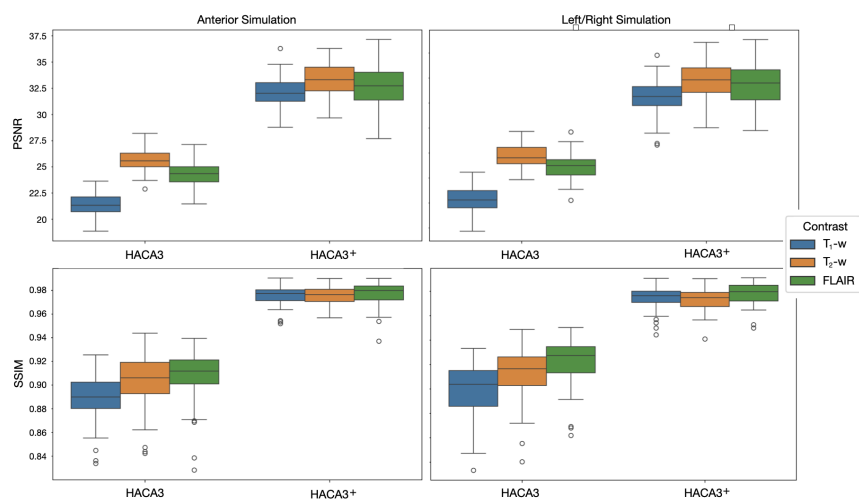 Anterior Simulation
Left/Right Simulation
37.5
35
32.5
30
27.5
25
22.5
20
PSNR
HACA3
HACA3+
HACA3
HACA3+
Contrast
T₁-w
T₂-w
FLAIR
0.98
0.96
0.94
0.92
0.90
0.88
0.86
0.84
SSIM
HACA3
HACA3⁺
HACA3
HACA3⁺